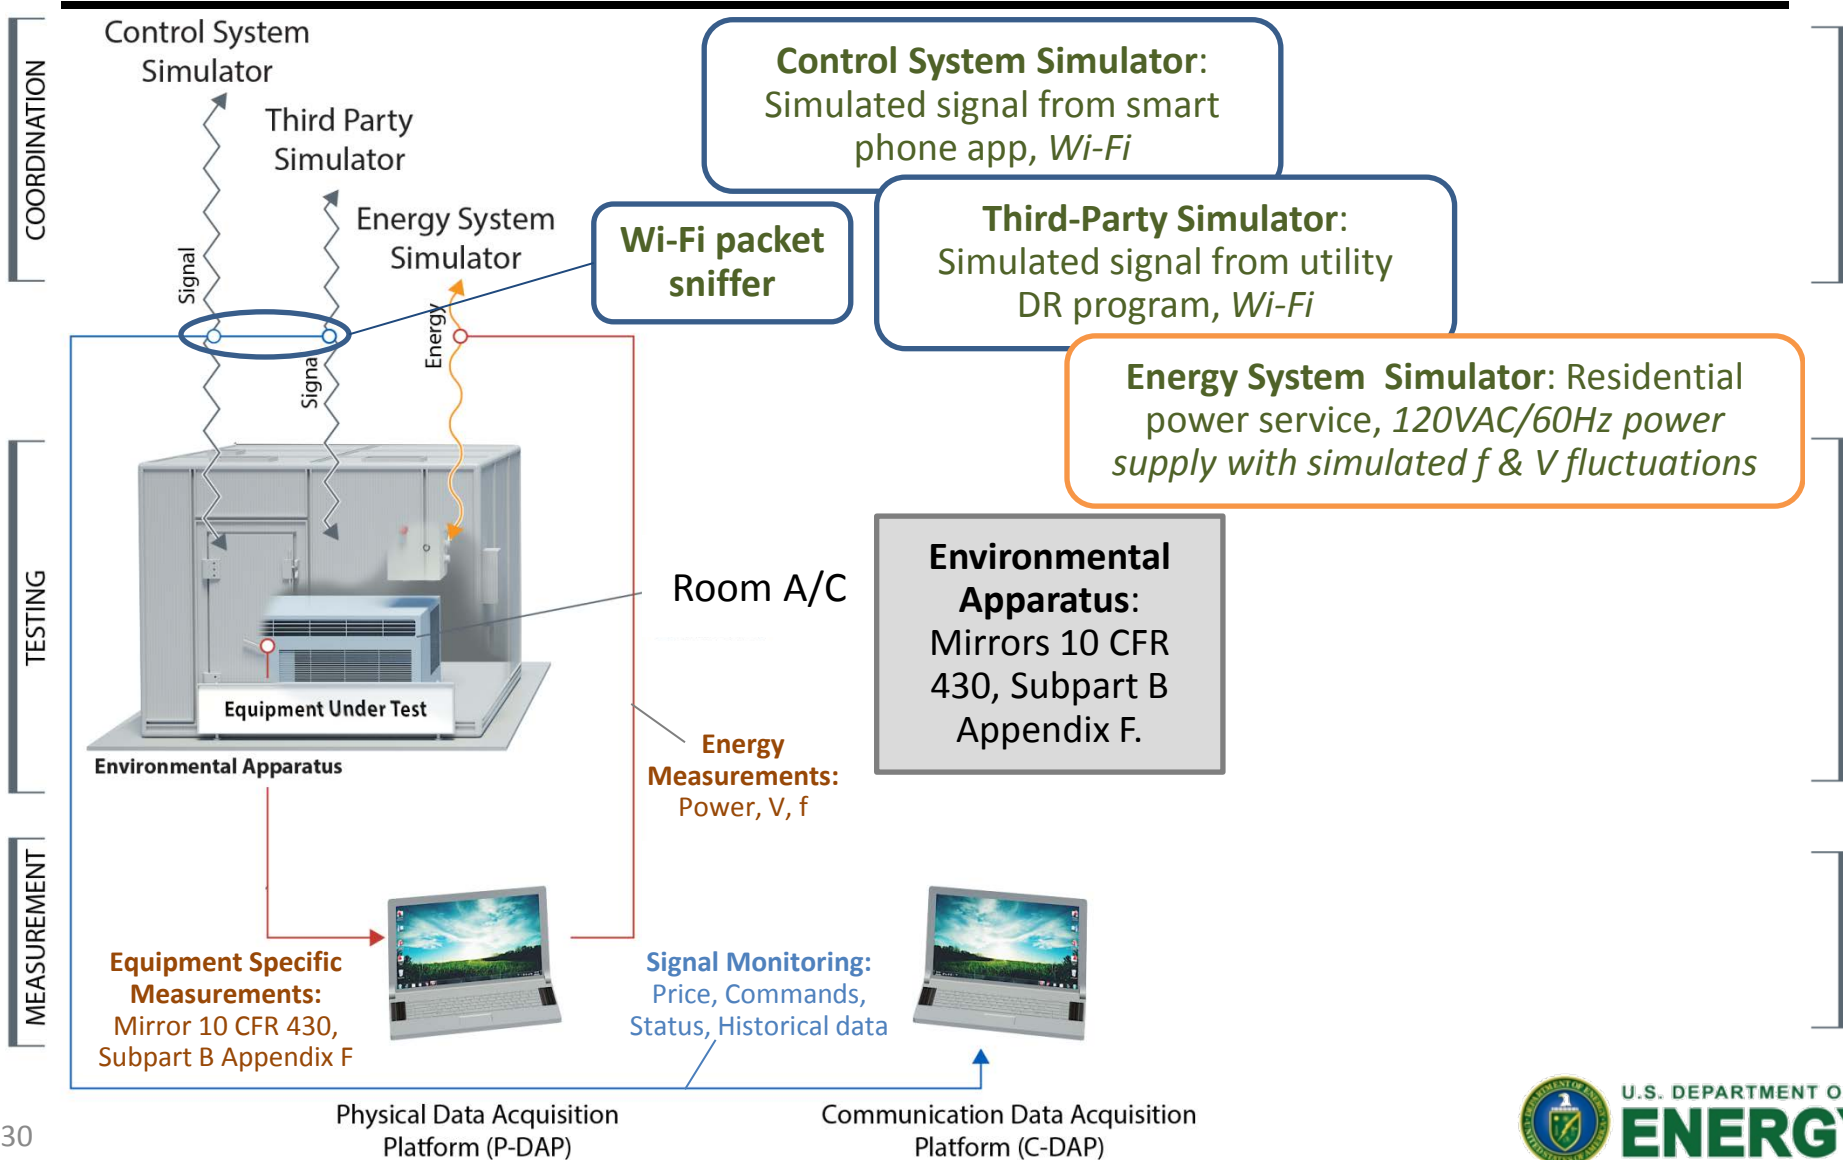 Control System
Simulator
Third Party
Simulator
Energy System
Simulator
COORDINATION
Signal
Signa
Energy
Wi-Fi packet
sniffer
Control System Simulator:
Simulated signal from smart
phone app, Wi-Fi
Third-Party Simulator:
Simulated signal from utility
DR program, Wi-Fi
Energy System Simulator: Residential
power service, 120VAC/60Hz power
supply with simulated f & V fluctuations
TESTING
Room A/C
Environmental
Apparatus:
Mirrors 10 CFR
430, Subpart B
Appendix F.
Equipment Under Test
Environmental Apparatus
Energy
Measurements:
Power, V, f
MEASUREMENT
Equipment Specific
Measurements:
Mirror 10 CFR 430,
Subpart B Appendix F
Signal Monitoring:
Price, Commands,
Status, Historical data
Physical Data Acquisition
Platform (P-DAP)
Communication Data Acquisition
Platform (C-DAP)
30
U.S. DEPARTMENT O
ENERGY